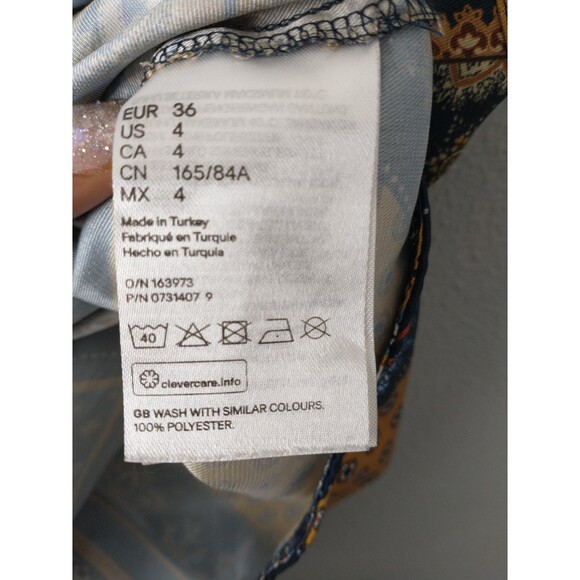 EUR 36
US 4
CA 4
CN 165/84A
MX 4
Made in Turkey
Fabriqué en Turquie
Hecho en Turquia
O/N 163973
P/N 0731407 9
40
clevercare.info
GB WASH WITH SIMILAR COLOURS.
100% POLYESTER.